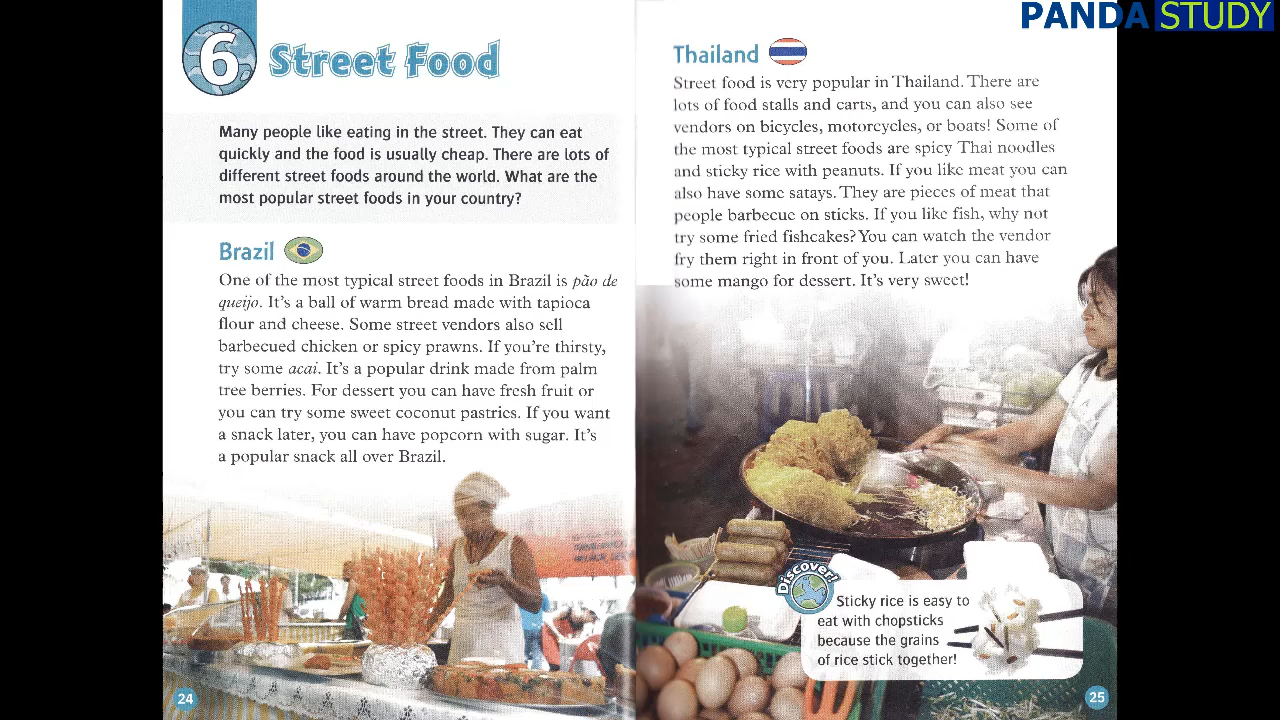 PANDA STUDY
6
Street Food
Many people like eating in the street. They can eat
quickly and the food is usually cheap. There are lots of
different street foods around the world. What are the
most popular street foods in your country?
Brazil
One of the most typical street foods in Brazil is pão de
queijo. It's a ball of warm bread made with tapioca
flour and cheese. Some street vendors also sell
barbecued chicken or spicy prawns. If you're thirsty,
try some acai. It's a popular drink made from palm
tree berries. For dessert you can have fresh fruit or
you can try some sweet coconut pastries. If you want
a snack later, you can have popcorn with sugar. It's
a popular snack all over Brazil.
24
Thailand
Street food is very popular in Thailand. There are
lots of food stalls and carts, and you can also see
vendors on bicycles, motorcycles, or boats! Some of
the most typical street foods are spicy Thai noodles
and sticky rice with peanuts. If you like meat you can
also have some satays. They are pieces of meat that
people barbecue on sticks. If you like fish, why not
try some fried fishcakes? You can watch the vendor
fry them right in front of you. Later you can have
some mango for dessert. It's very sweet!
Discover!
Sticky rice is easy to
eat with chopsticks
because the grains
of rice stick together!
25